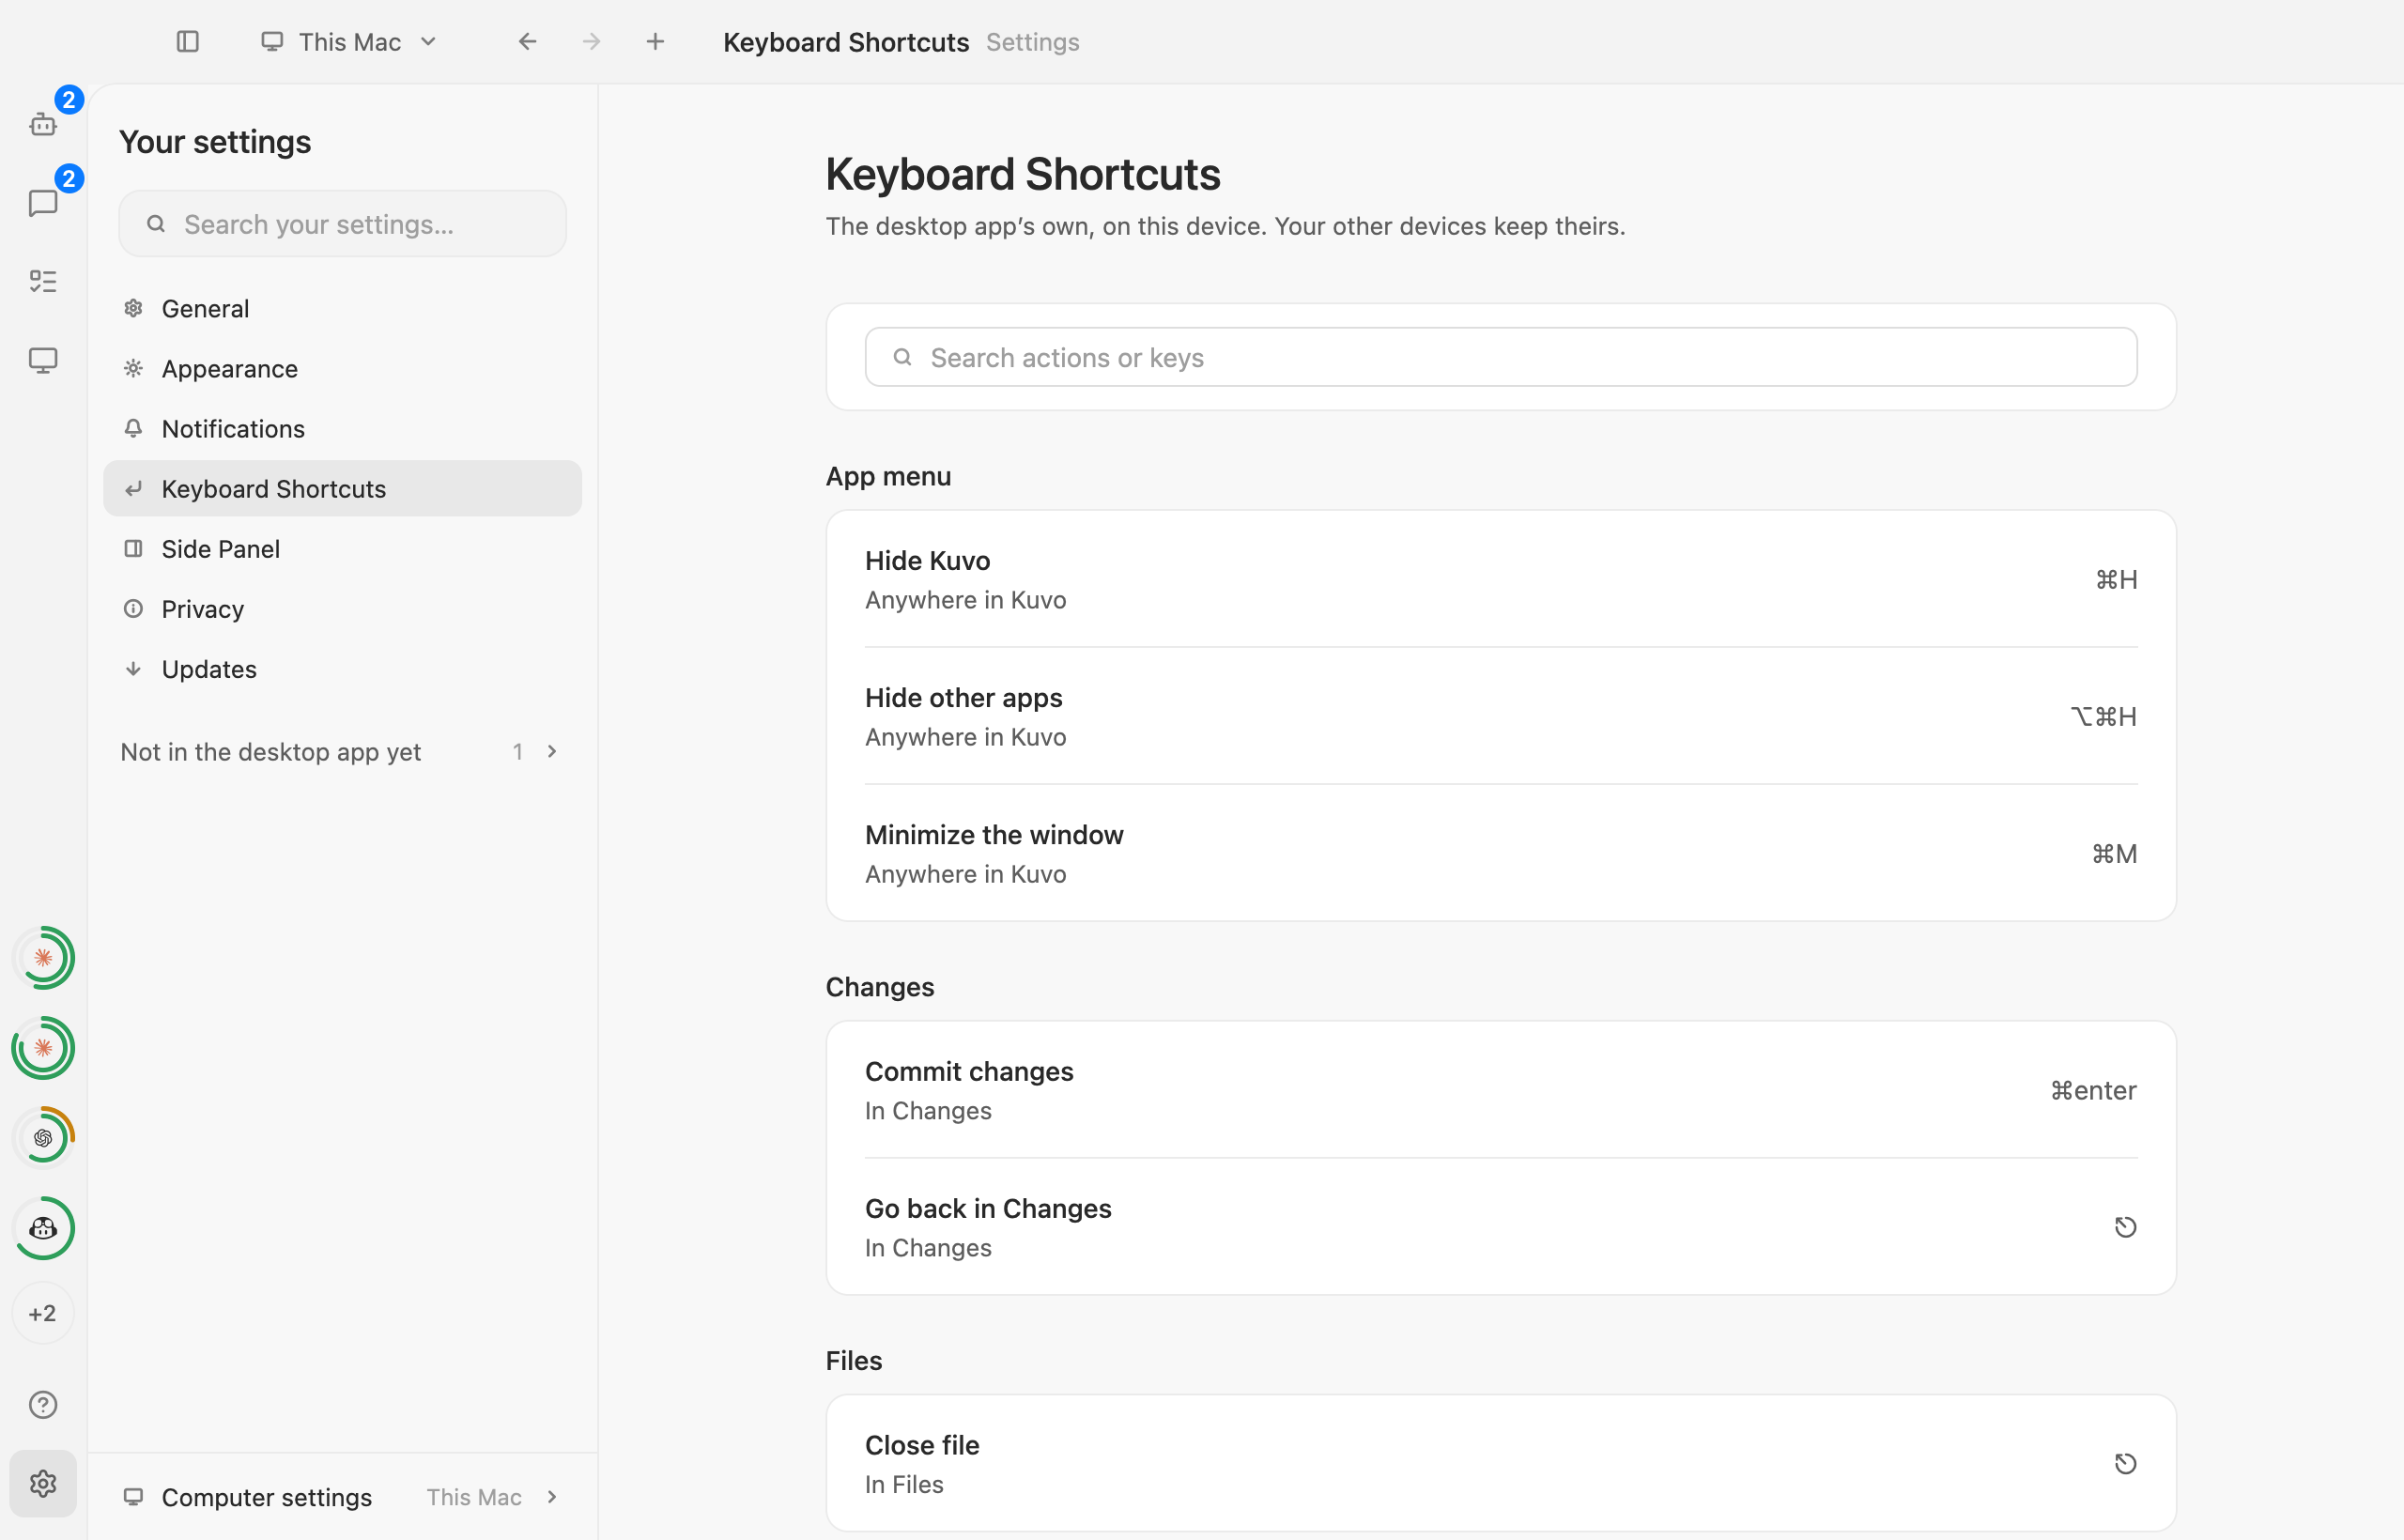 This Mac
Keyboard Shortcuts Settings
2
2
Your settings
Search your settings...
General
Appearance
Notifications
Keyboard Shortcuts
Side Panel
Privacy
Updates
Not in the desktop app yet 1
+2
Computer settings This Mac
Keyboard Shortcuts
The desktop app’s own, on this device. Your other devices keep theirs.
Search actions or keys
App menu
Hide Kuvo
Anywhere in Kuvo
⌘H
Hide other apps
Anywhere in Kuvo
⌥⌘H
Minimize the window
Anywhere in Kuvo
⌘M
Changes
Commit changes
In Changes
⌘enter
Go back in Changes
In Changes
⎋
Files
Close file
In Files
⎋